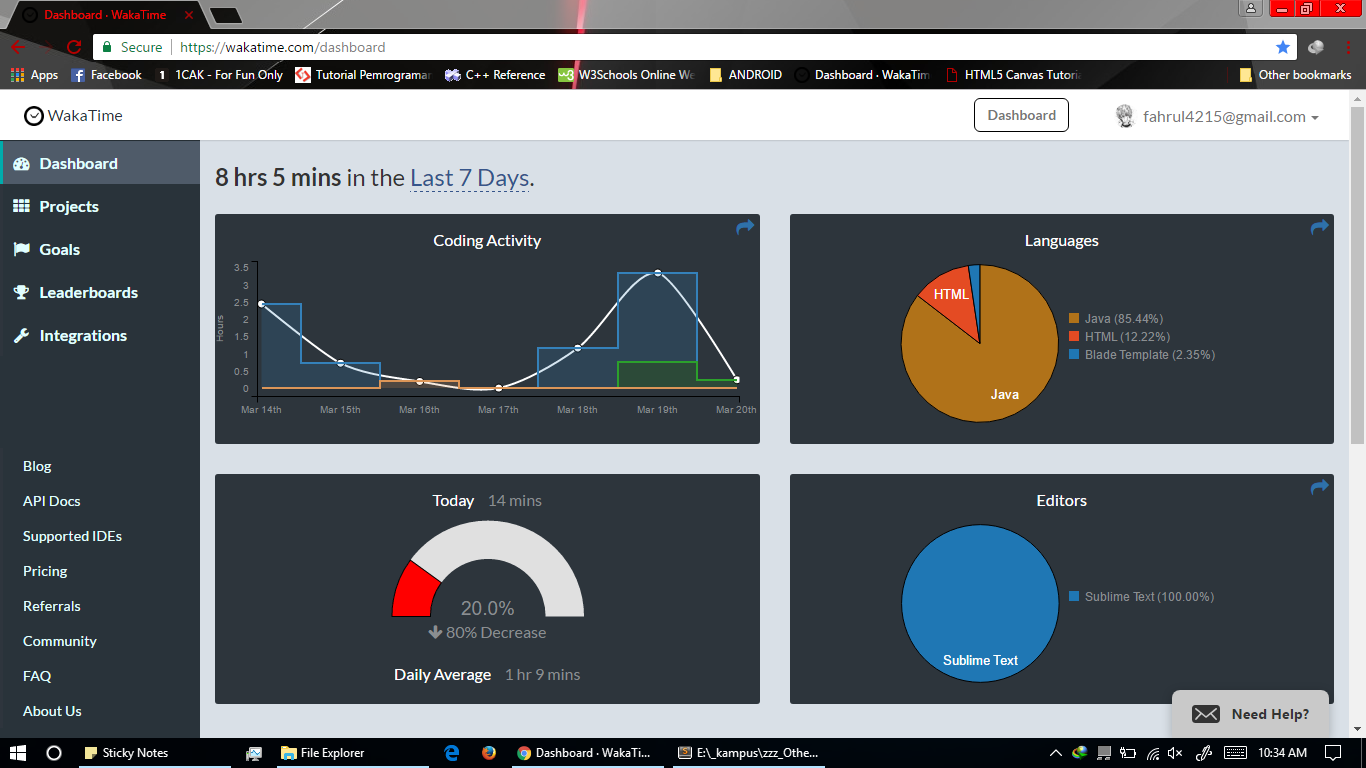 Dashboard · WakaTime
Secure https://wakatime.com/dashboard
Apps Facebook 1CAK - For Fun Only Tutorial Pemrograman C++ Reference W3Schools Online We ANDROID Dashboard · WakaTim HTML5 Canvas Tutoria Other bookmarks
WakaTime
Dashboard
fahrul4215@gmail.com
Dashboard
Projects
Goals
Leaderboards
Integrations
Blog
API Docs
Supported IDEs
Pricing
Referrals
Community
FAQ
About Us
8 hrs 5 mins in the Last 7 Days.
Coding Activity
Hours
3.5
3
2.5
2
1.5
1
0.5
0
Mar 14th Mar 15th Mar 16th Mar 17th Mar 18th Mar 19th Mar 20th
Languages
HTML
Java
Java (85.44%)
HTML (12.22%)
Blade Template (2.35%)
Today 14 mins
20.0%
80% Decrease
Daily Average 1 hr 9 mins
Editors
Sublime Text
Sublime Text (100.00%)
Need Help?
Sticky Notes File Explorer Dashboard · WakaTi... E:\_kampus\zzz_Othe... 10:34 AM